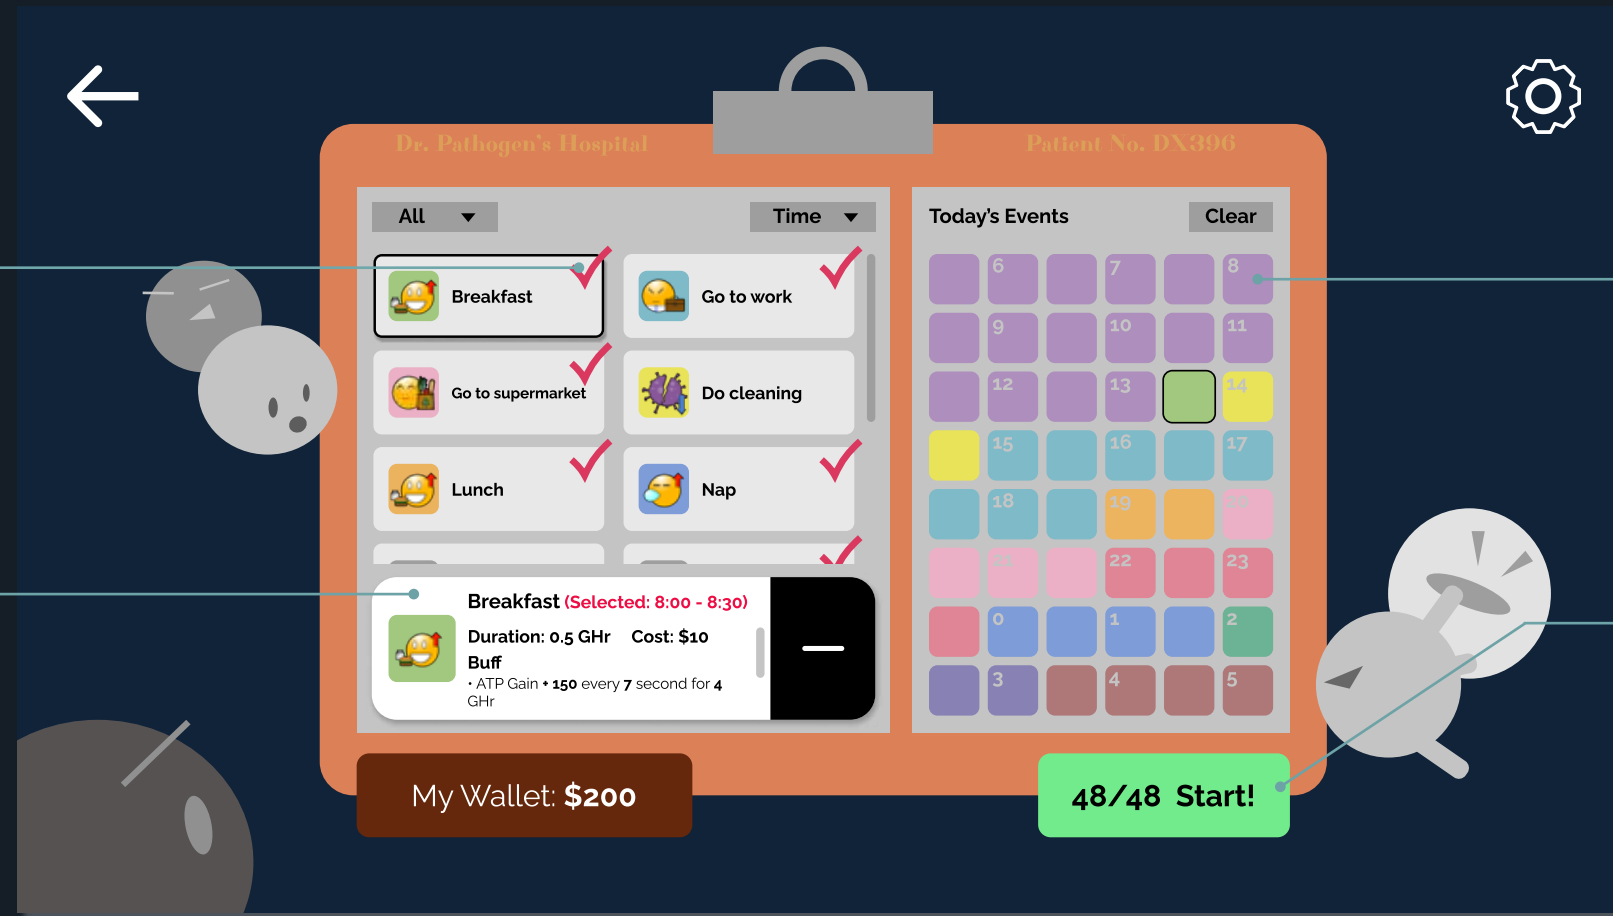 Dr. Pathogen's Hospital
Patient No. DX396
All
Time
Breakfast
Go to work
Go to supermarket
Do cleaning
Lunch
Nap
Breakfast (Selected: 8:00 - 8:30)
Duration: 0.5 GHr Cost: $10
Buff
• ATP Gain + 150 every 7 second for 4
GHr
My Wallet: $200
Today's Events
Clear
6 7 8
9 10 11
12 13 14
15 16 17
18 19 20
22 23
0 1 2
3 4 5
48/48 Start!